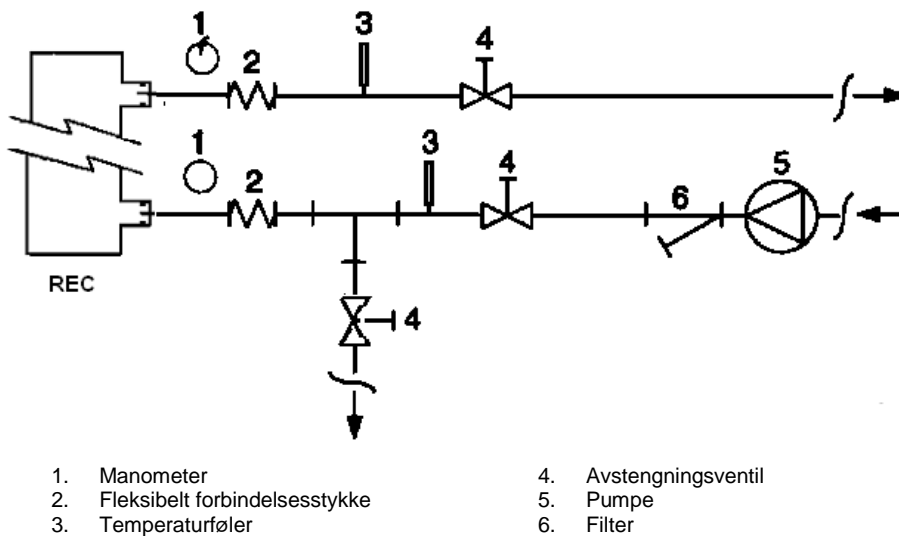 1
2
3
4
1
2
3
4
6
5
REC
4
1. Manometer
2. Fleksibelt forbindelsesstykke
3. Temperaturføler
4. Avstengningsventil
5. Pumpe
6. Filter